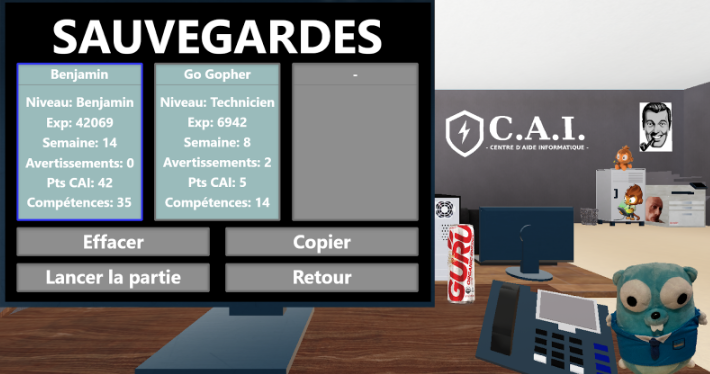 SAUVEGARDES
Benjamin
Niveau: Benjamin
Exp: 42069
Semaine: 14
Avertissements: 0
Pts CAI: 42
Compétences: 35
Go Gopher
Niveau: Technicien
Exp: 6942
Semaine: 8
Avertissements: 2
Pts CAI: 5
Compétences: 14
-
Effacer
Copier
Lancer la partie
Retour
C.A.I.
- CENTRE D'AIDE INFORMATIQUE -
GURU